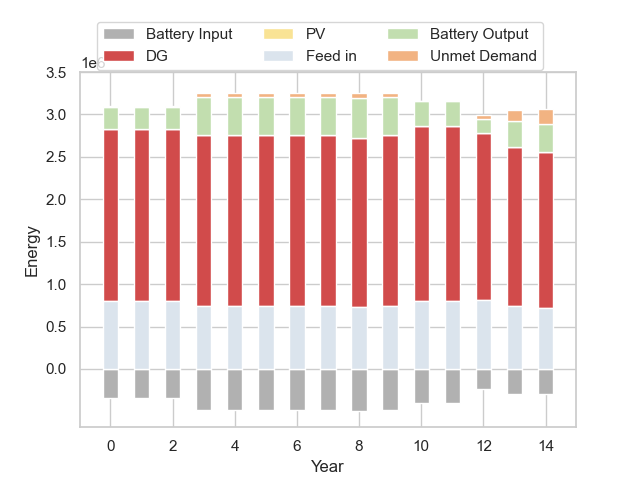 Battery Input PV Battery Output
DG Feed in Unmet Demand
1e6
3.5
3.0
2.5
2.0
1.5
1.0
0.5
0.0
Energy
0 2 4 6 8 10 12 14
Year